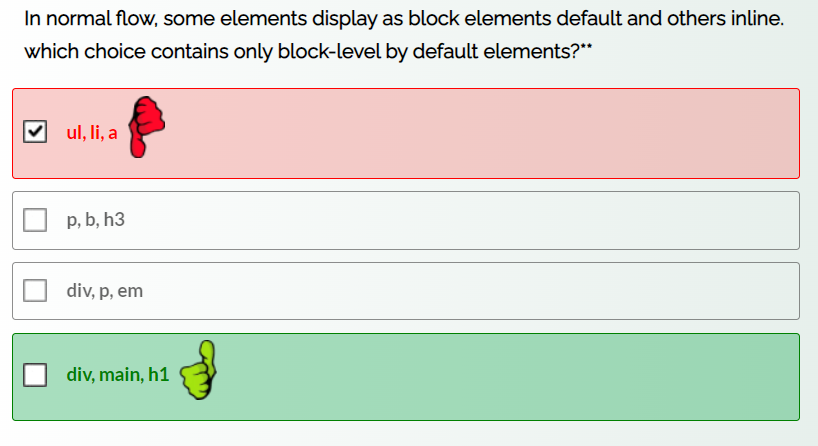 In normal flow, some elements display as block elements default and others inline.
which choice contains only block-level by default elements?**
ul, li, a
p, b, h3
div, p, em
div, main, h1